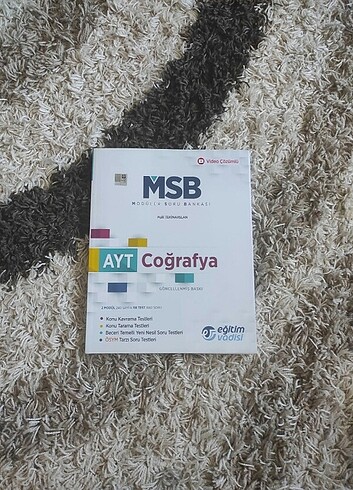 Video Çözümlü
MSB
MODÜLER SORU BANKASI
AYT Coğrafya
GÜNCELLENMİŞ BASKI
Konu Kavrama Testleri
Konu Tarama Testleri
Beceri Temelli Yeni Nesil Soru Testleri
ÖSYM Tarzı Soru Testleri
eğitim
vadisi